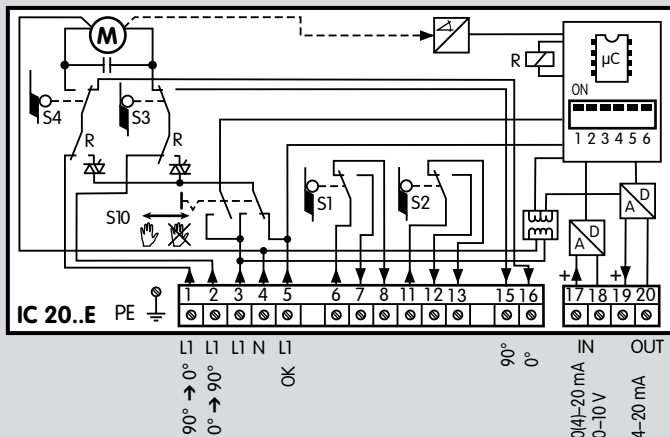 M
R
µC
ON
1 2 3 4 5 6
S4
S3
R
R
S1
S2
S10
A
D
A
D
+
+
1 2 3 4 5 6 7 8 11 12 13 15 16 17 18 19 20
IC 20..E
PE
L1 L1 L1 N L1
90° → 0°
0° → 90°
OK
90°
0°
IN
OUT
0(4)–20 mA
0–10 V
4–20 mA